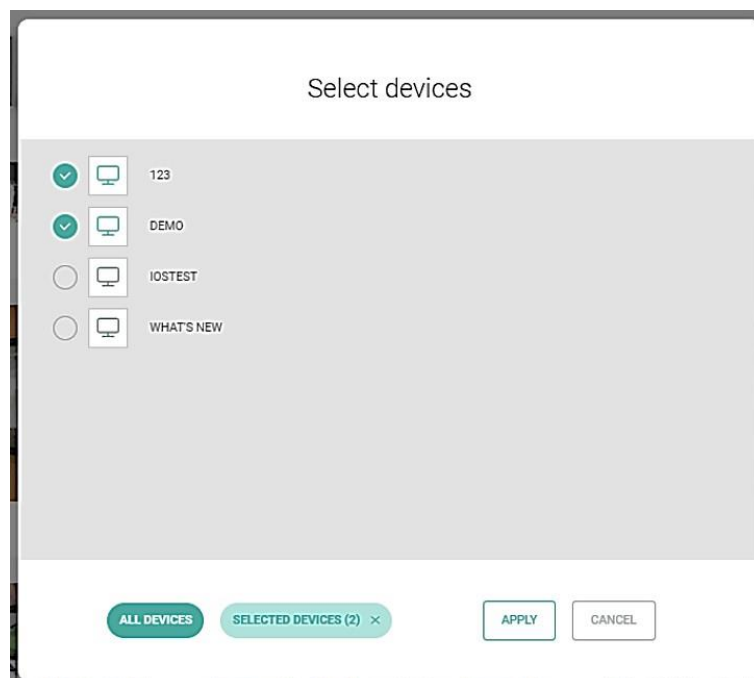 Select devices
123
DEMO
IOSTEST
WHAT'S NEW
ALL DEVICES SELECTED DEVICES (2) × APPLY CANCEL